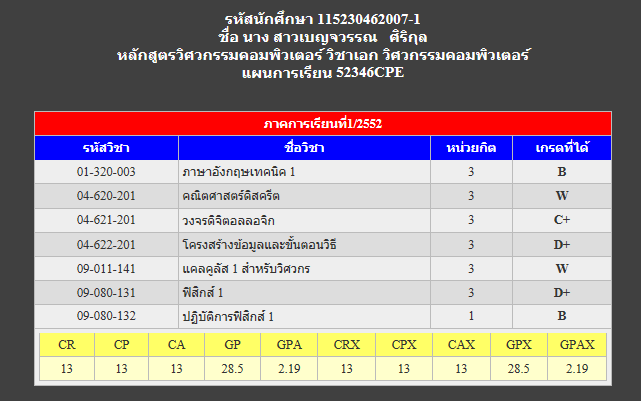 รหัสนักศึกษา 115230462007-1
ชื่อ นาง สาวเบญจวรรณ ศิริกุล
หลักสูตรวิศวกรรมคอมพิวเตอร์ วิชาเอก วิศวกรรมคอมพิวเตอร์
แผนการเรียน 52346CPE
ภาคการเรียนที่1/2552
รหัสวิชา ชื่อวิชา หน่วยกิต เกรดที่ได้
01-320-003 ภาษาอังกฤษเทคนิค 1 3 B
04-620-201 คณิตศาสตร์ดิสครีต 3 W
04-621-201 วงจรดิจิตอลลอจิก 3 C+
04-622-201 โครงสร้างข้อมูลและขั้นตอนวิธี 3 D+
09-011-141 แคลคูลัส 1 สำหรับวิศวกร 3 W
09-080-131 ฟิสิกส์ 1 3 D+
09-080-132 ปฏิบัติการฟิสิกส์ 1 1 B
CR CP CA GP GPA CRX CPX CAX GPX GPAX
13 13 13 28.5 2.19 13 13 13 28.5 2.19